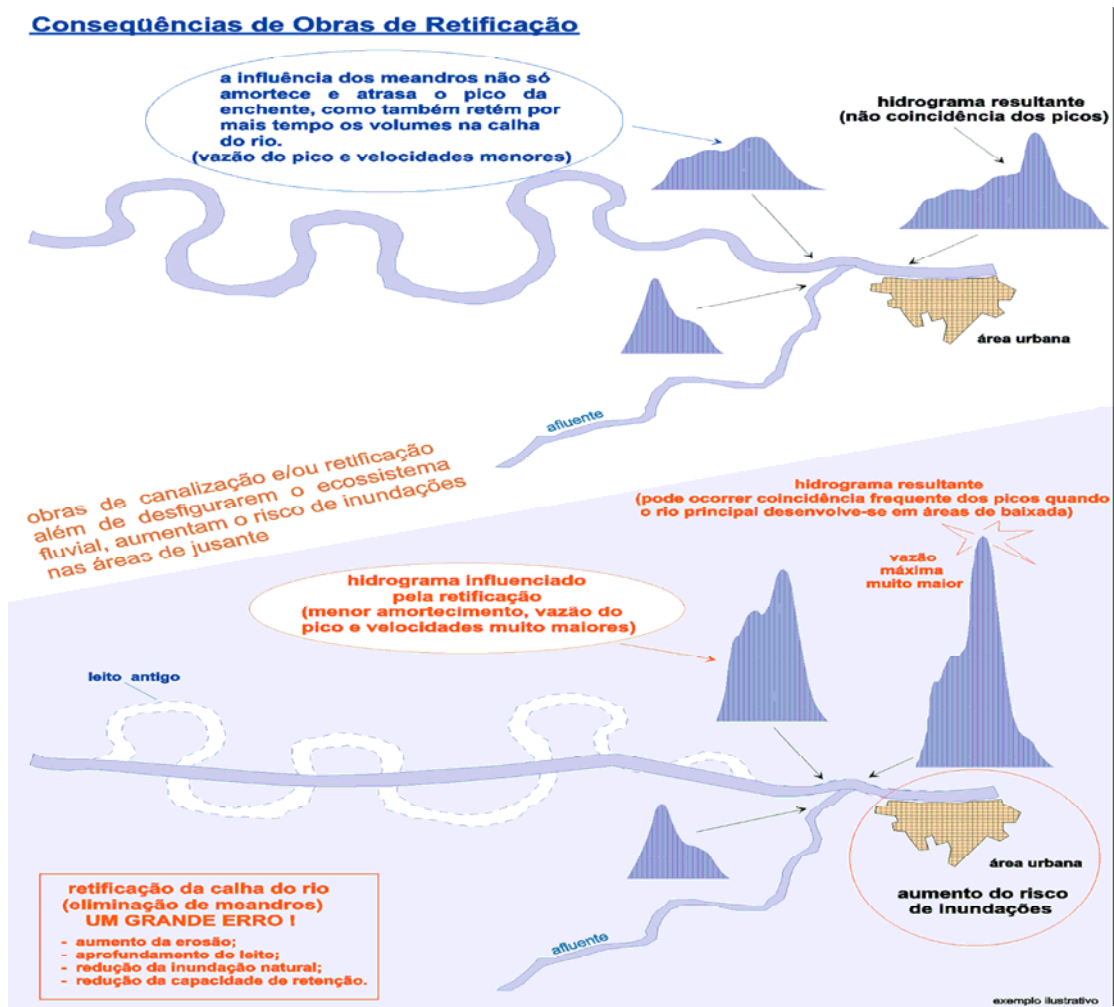 Conseqüências de Obras de Retificação
a influência dos meandros não só
amortece e atrasa o pico da
enchente, como também retém por
mais tempo os volumes na calha
do rio.
(vazão do pico e velocidades menores)
hidrograma resultante
(não coincidência dos picos)
área urbana
afluente
obras de canalização e/ou retificação
além de desfigurarem o ecossistema
fluvial, aumentam o risco de inundações
nas áreas de jusante
hidrograma resultante
(pode ocorrer coincidência frequente dos picos quando
o rio principal desenvolve-se em áreas de baixada)
vazão
máxima
muito maior
hidrograma influenciado
pela retificação
(menor amortecimento, vazão do
pico e velocidades muito maiores)
leito antigo
área urbana
aumento do risco
de inundações
retificação da calha do rio
(eliminação de meandros)
UM GRANDE ERRO !
- aumento da erosão;
- aprofundamento do leito;
- redução da inundação natural;
- redução da capacidade de retenção.
afluente
exemplo ilustrativo